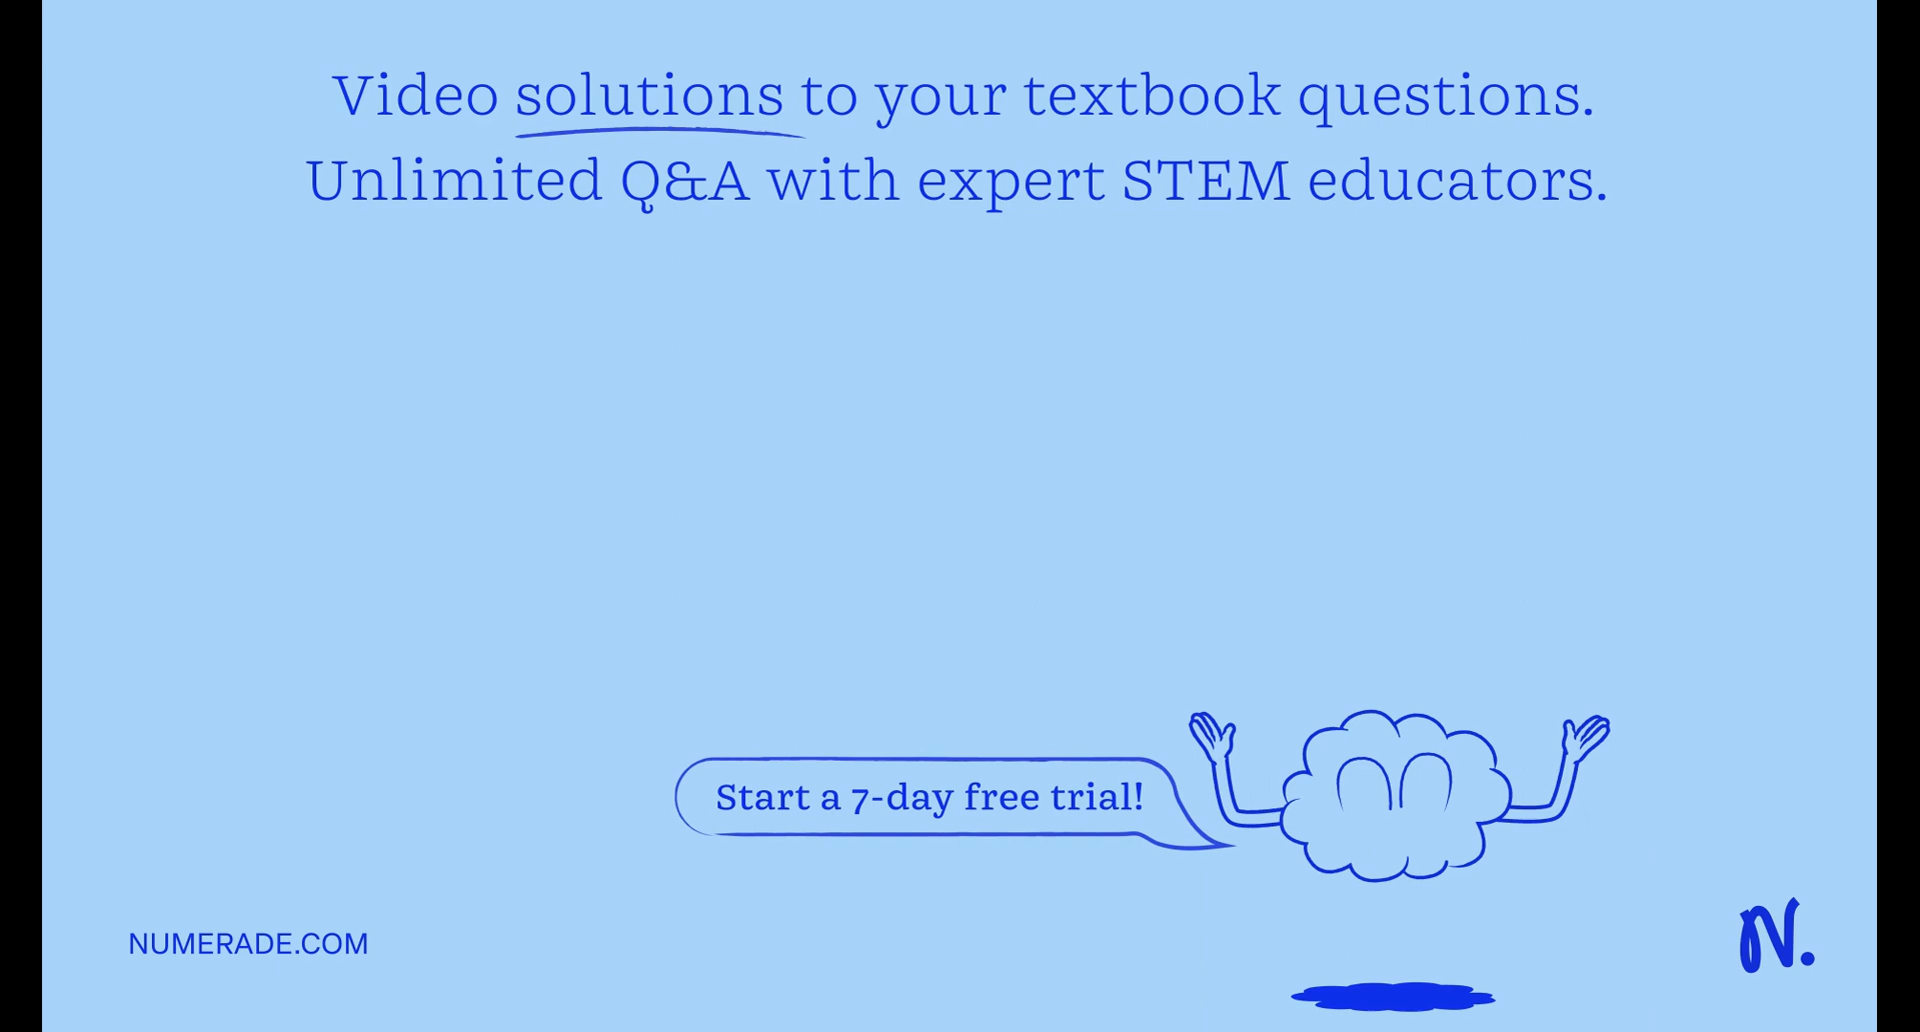 Video solutions to your textbook questions.
Unlimited Q&A with expert STEM educators.
Start a 7-day free trial!
NUMERADE.COM
N.